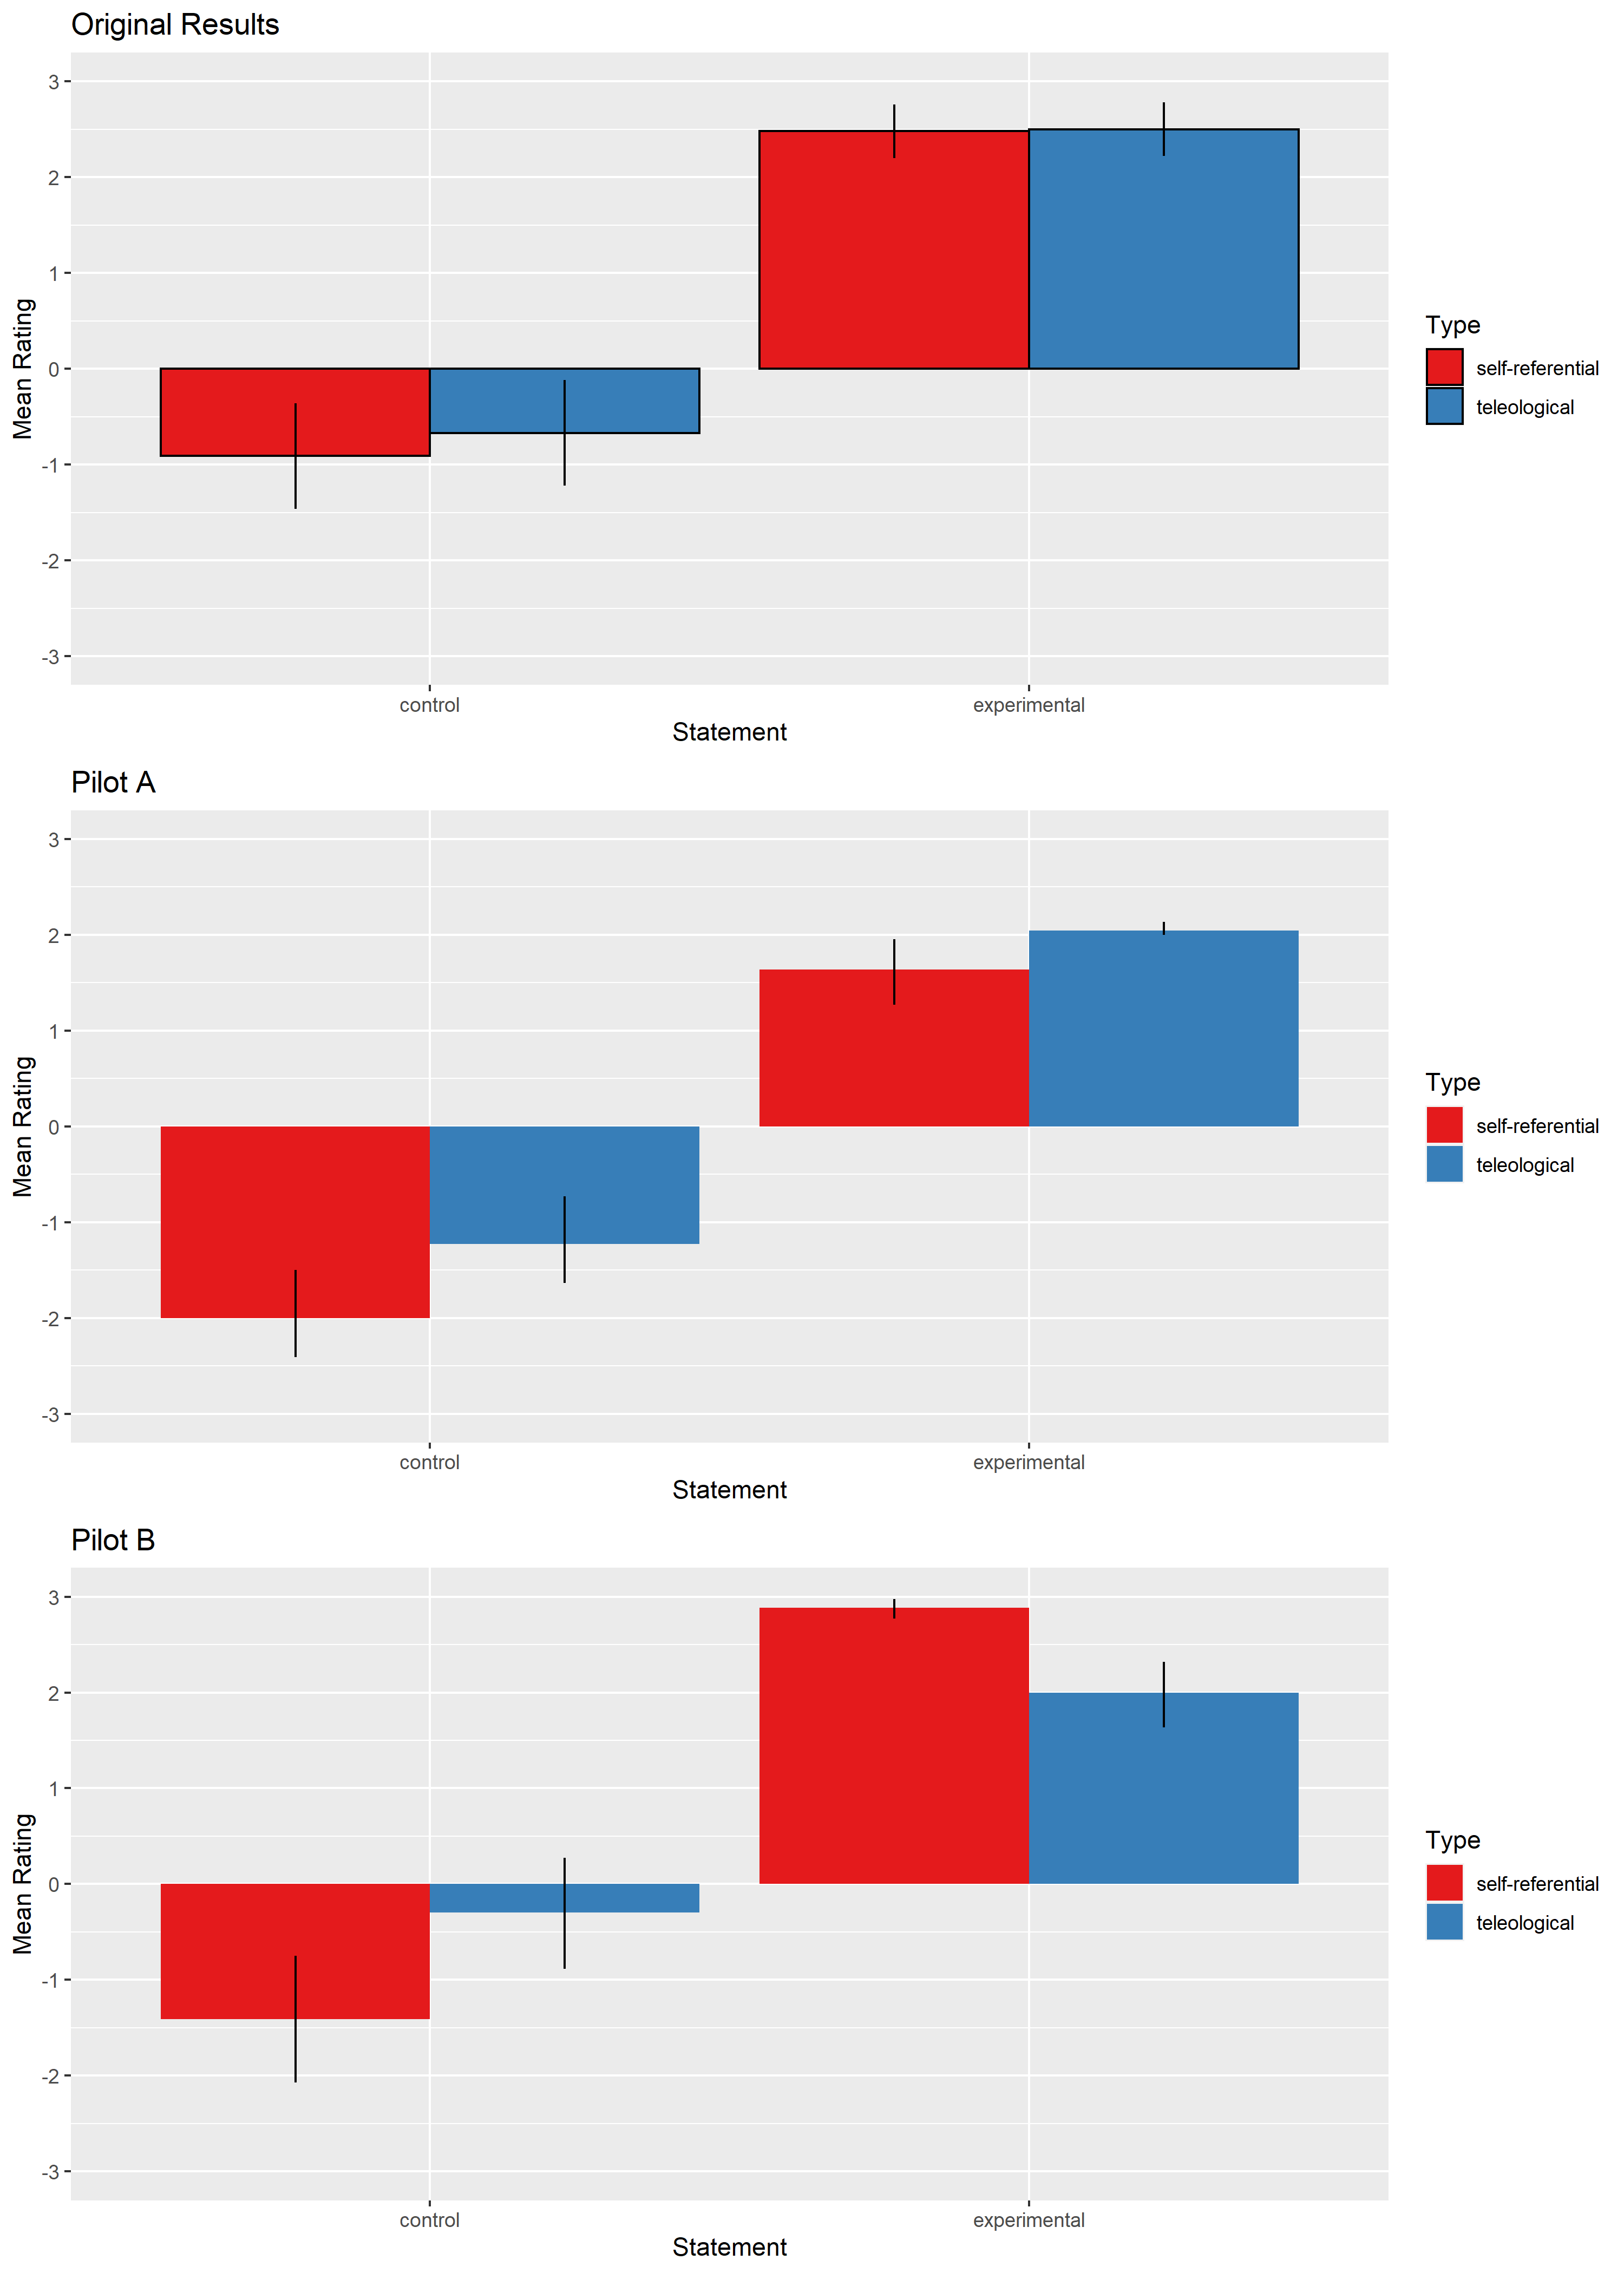 Original Results
3
2
1
0
-1
-2
-3
Mean Rating
control experimental
Statement
Type
self-referential
teleological
Pilot A
3
2
1
0
-1
-2
-3
Mean Rating
control experimental
Statement
Type
self-referential
teleological
Pilot B
3
2
1
0
-1
-2
-3
Mean Rating
control experimental
Statement
Type
self-referential
teleological